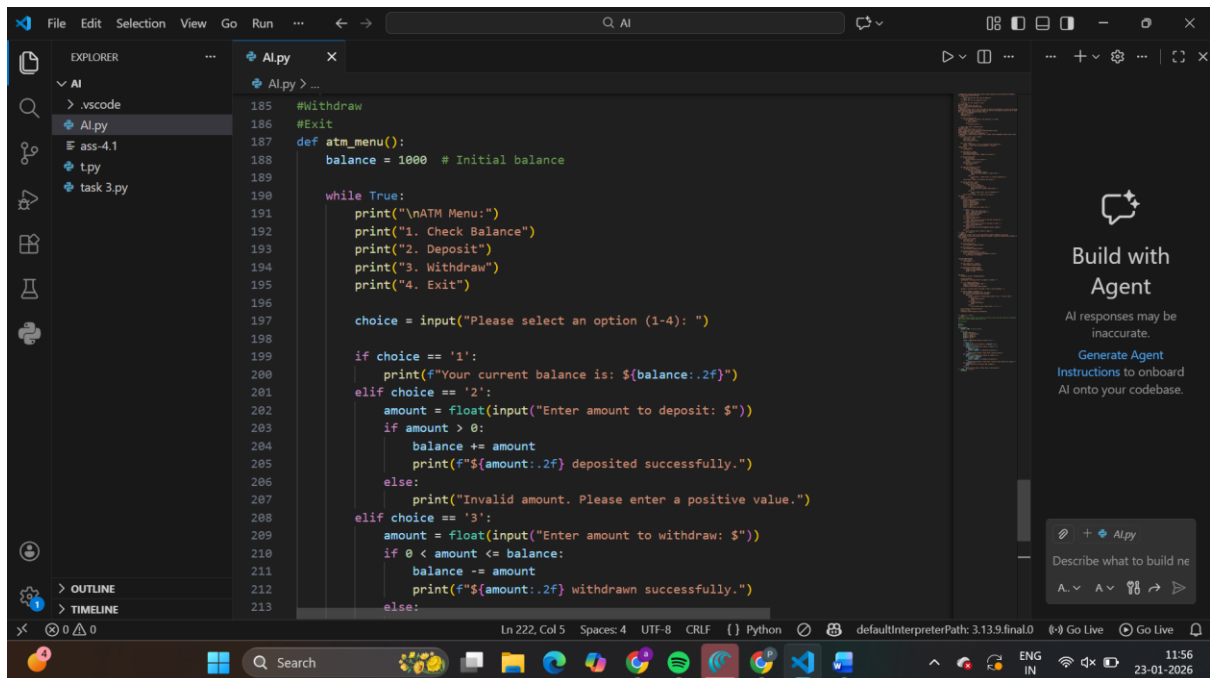 File Edit Selection View Go Run ··· AI
EXPLORER ···
AI
.vscode
AI.py
ass-4.1
t.py
task 3.py
OUTLINE
TIMELINE
AI.py
AI.py > ...
185 #Withdraw
186 #Exit
187 def atm_menu():
188     balance = 1000  # Initial balance
189
190     while True:
191         print("\nATM Menu:")
192         print("1. Check Balance")
193         print("2. Deposit")
194         print("3. Withdraw")
195         print("4. Exit")
196
197         choice = input("Please select an option (1-4): ")
198
199         if choice == '1':
200             print(f"Your current balance is: ${balance:.2f}")
201         elif choice == '2':
202             amount = float(input("Enter amount to deposit: $"))
203             if amount > 0:
204                 balance += amount
205                 print(f"${amount:.2f} deposited successfully.")
206             else:
207                 print("Invalid amount. Please enter a positive value.")
208         elif choice == '3':
209             amount = float(input("Enter amount to withdraw: $"))
210             if 0 < amount <= balance:
211                 balance -= amount
212                 print(f"${amount:.2f} withdrawn successfully.")
213             else:
Build with
Agent
AI responses may be
inaccurate.
Generate Agent
Instructions to onboard
AI onto your codebase.
AI.py
Describe what to build ne
A.. A
1
0 0 Ln 222, Col 5 Spaces: 4 UTF-8 CRLF {} Python defaultInterpreterPath: 3.13.9.final.0 Go Live Go Live
4 Search ENG 11:56
IN 23-01-2026